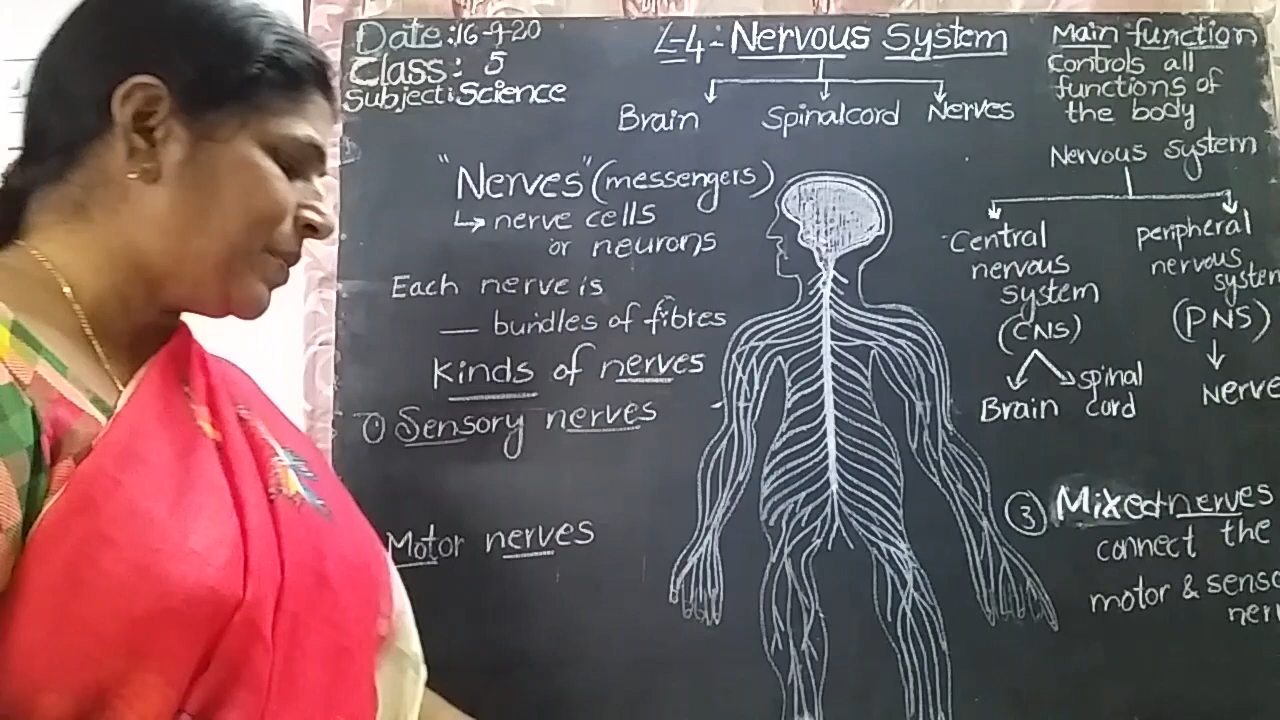 Date: 16-9-20
Class: 5
Subject: Science
L-4: Nervous System
Brain Spinalcord Nerves
"Nerves" (messengers)
↳ nerve cells
or neurons
Each nerve is
— bundles of fibres
Kinds of nerves
① Sensory nerves
Motor nerves
Main function
Controls all
functions of
the body
Nervous system
Central
nervous
system
(CNS)
Brain spinal
cord
peripheral
nervous
system
(PNS)
Nerve
③ Mixed nerves
connect the
motor & senso
ner